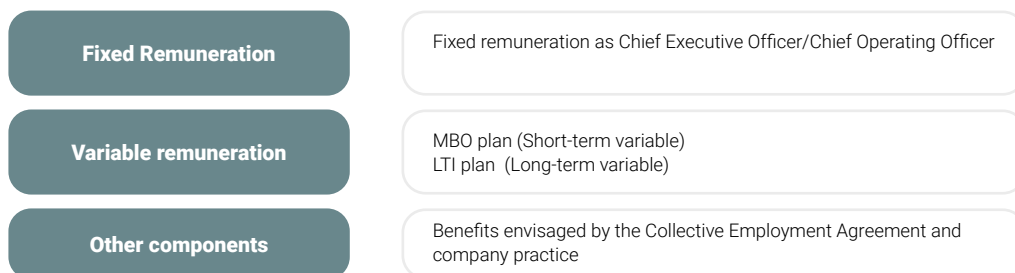 Fixed Remuneration
Fixed remuneration as Chief Executive Officer/Chief Operating Officer
Variable remuneration
MBO plan (Short-term variable)
LTI plan (Long-term variable)
Other components
Benefits envisaged by the Collective Employment Agreement and
company practice